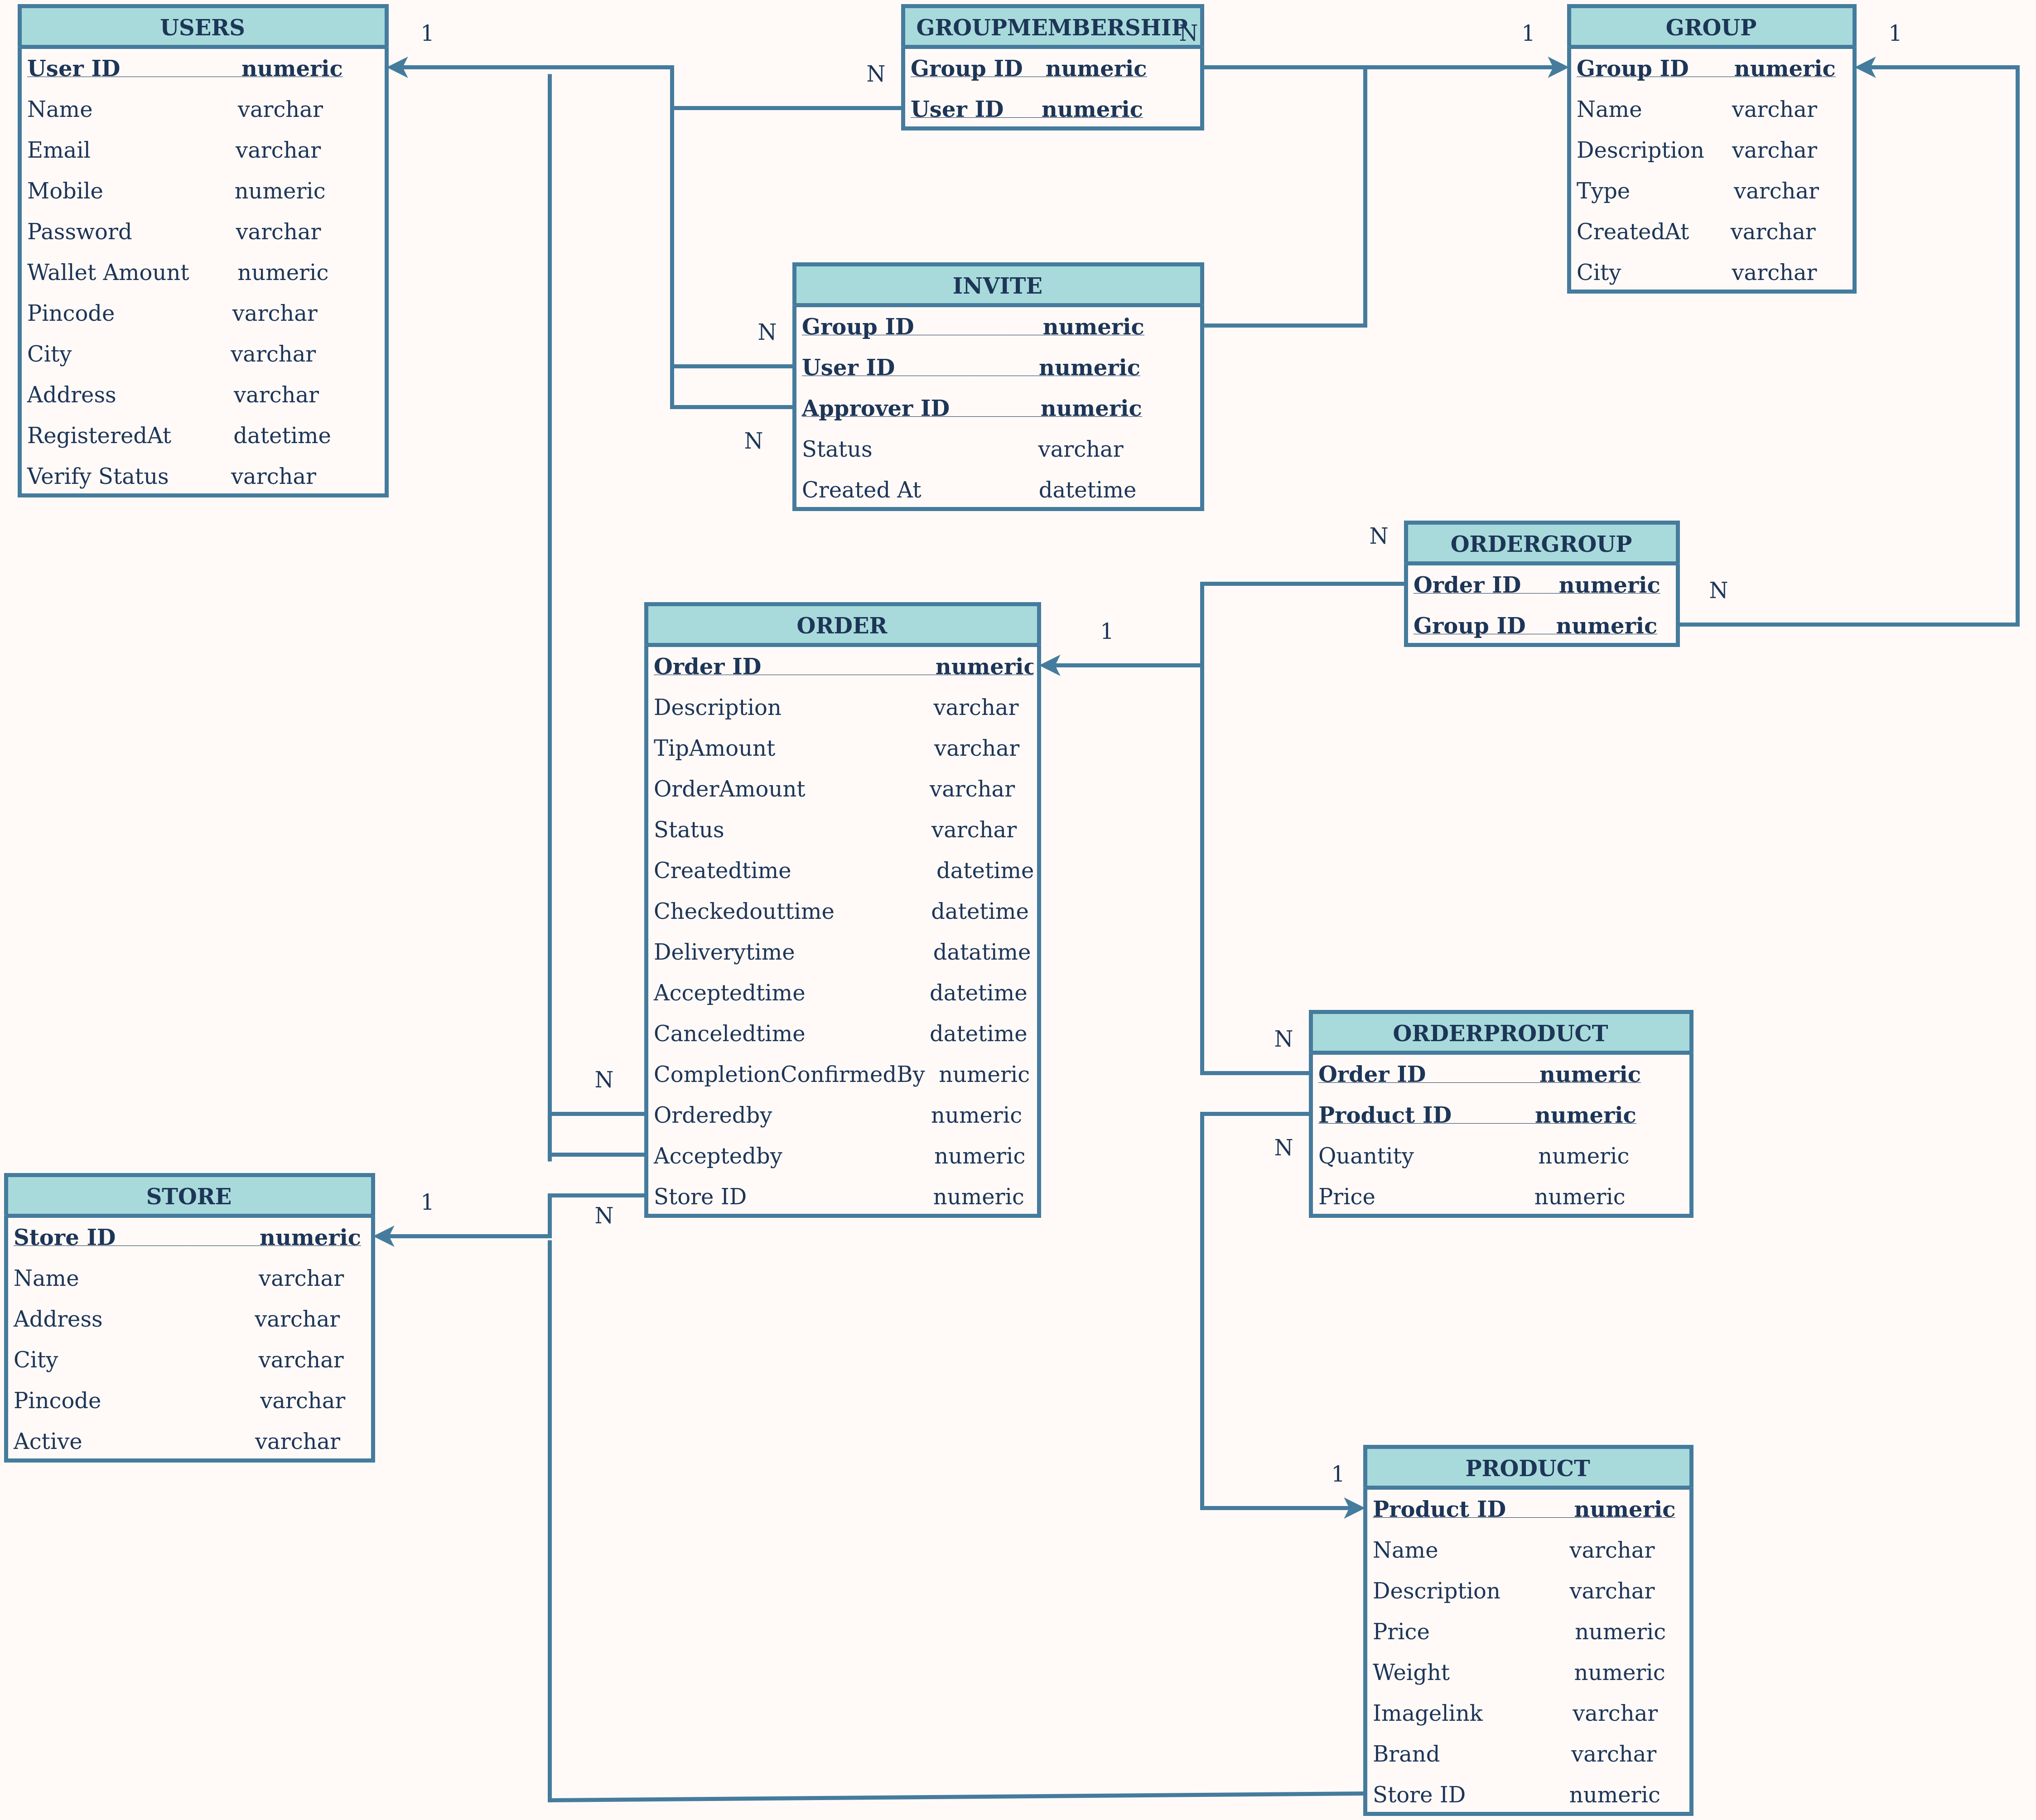 USERS
User ID numeric
Name varchar
Email varchar
Mobile numeric
Password varchar
Wallet Amount numeric
Pincode varchar
City varchar
Address varchar
RegisteredAt datetime
Verify Status varchar
1
GROUPMEMBERSHIP
N
Group ID numeric
User ID numeric
N
1
GROUP
1
Group ID numeric
Name varchar
Description varchar
Type varchar
CreatedAt varchar
City varchar
INVITE
N
Group ID numeric
User ID numeric
Approver ID numeric
N
Status varchar
Created At datetime
N
ORDERGROUP
Order ID numeric
N
Group ID numeric
ORDER
1
Order ID numeric
Description varchar
TipAmount varchar
OrderAmount varchar
Status varchar
Createdtime datetime
Checkedouttime datetime
Deliverytime datatime
Acceptedtime datetime
Canceledtime datetime
CompletionConfirmedBy numeric
N
Orderedby numeric
Acceptedby numeric
Store ID numeric
N
ORDERPRODUCT
N
Order ID numeric
Product ID numeric
N
Quantity numeric
Price numeric
STORE
1
Store ID numeric
Name varchar
Address varchar
City varchar
Pincode varchar
Active varchar
PRODUCT
1
Product ID numeric
Name varchar
Description varchar
Price numeric
Weight numeric
Imagelink varchar
Brand varchar
Store ID numeric